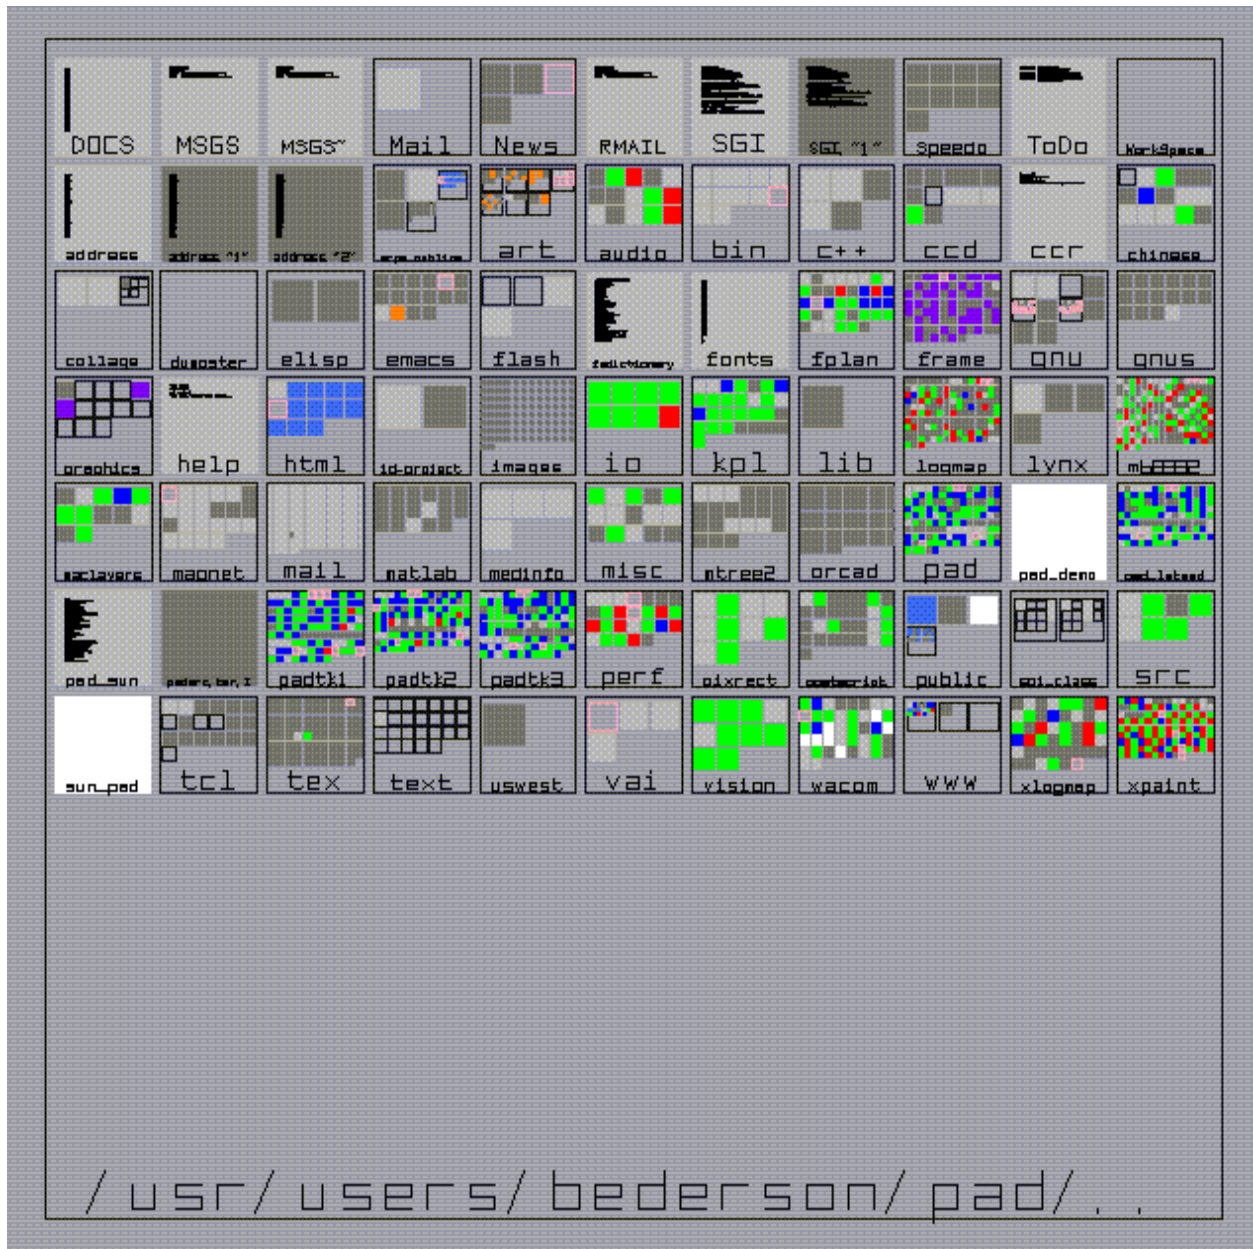 DOCS MSGS MSGS~ Mail News RMAIL SGI SGI.~1~ Speedo ToDo WorkSpace
address address.~1~ address.~2~ art audio bin c++ ccd ccr chinese
collage dumpster elisp emacs flash fonts fplan frame gnu gnus
graphics help html id-project images io kpl lib logmap lynx
maclayers magnet mail matlab medinfo misc mtree2 orcad pad pad_demo
pad_sun padtk1 padtk2 padtk3 perf pixrect postscript public src
sun_pad tcl tex text uswest vai vision wacom www xlogmap xpaint
/usr/users/bederson/pad/..